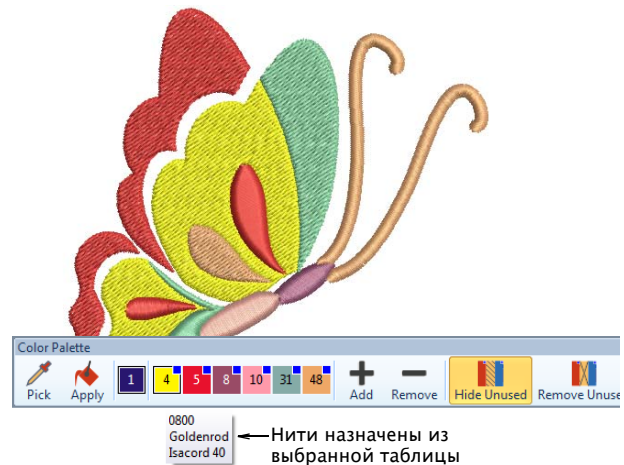 Color Palette
1 4 5 8 10 31 48
Pick Apply Add Remove Hide Unused Remove Unuse
0800
Goldenrod
Isacord 40
Нити назначены из
выбранной таблицы